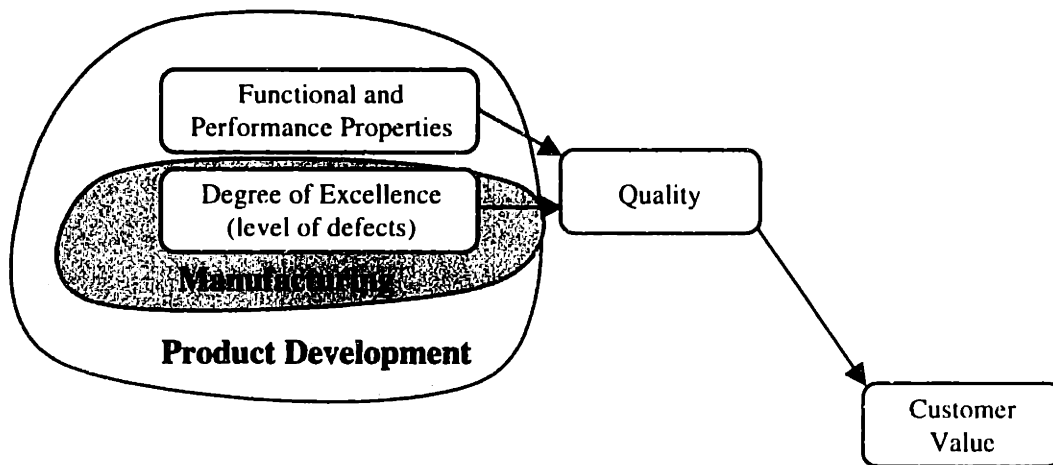 Functional and
Performance Properties
Degree of Excellence
(level of defects)
Quality
Manufacturing
Product Development
Customer
Value